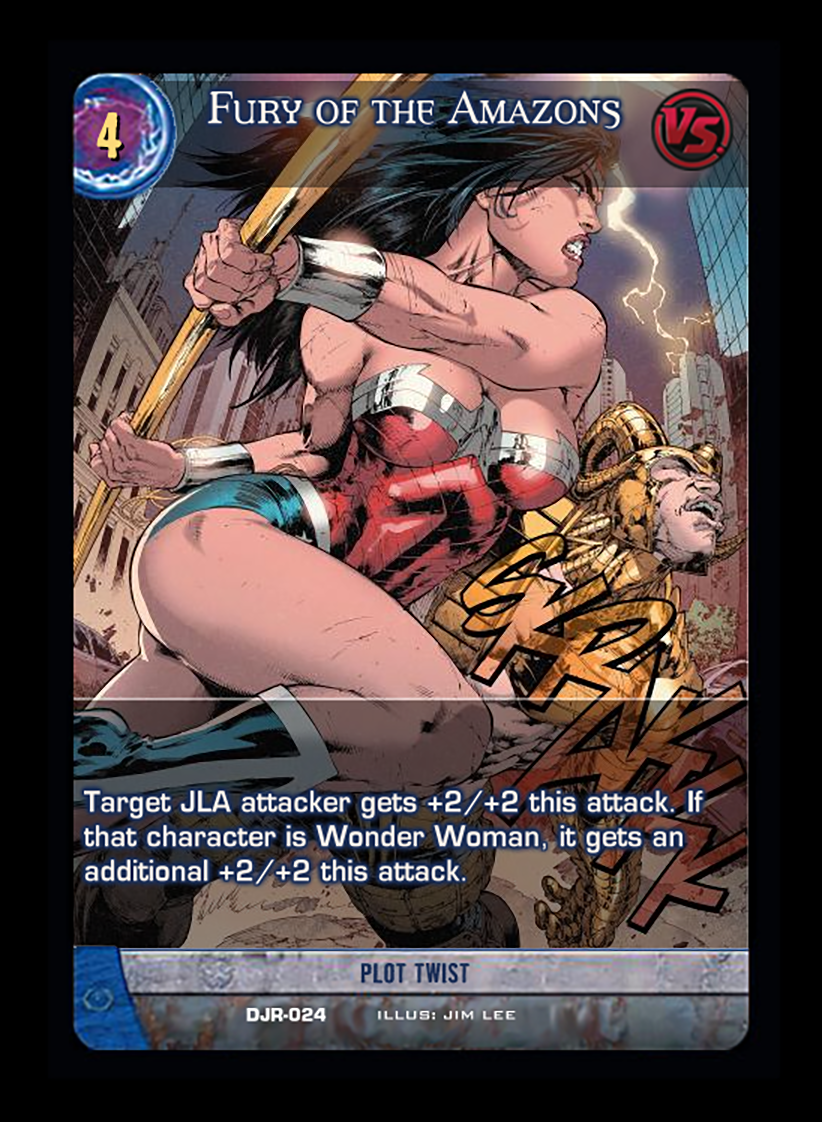 4
Fury of the Amazons
VS.
SHRAKK
Target JLA attacker gets +2/+2 this attack. If
that character is Wonder Woman, it gets an
additional +2/+2 this attack.
PLOT TWIST
DJR-024 ILLUS: JIM LEE